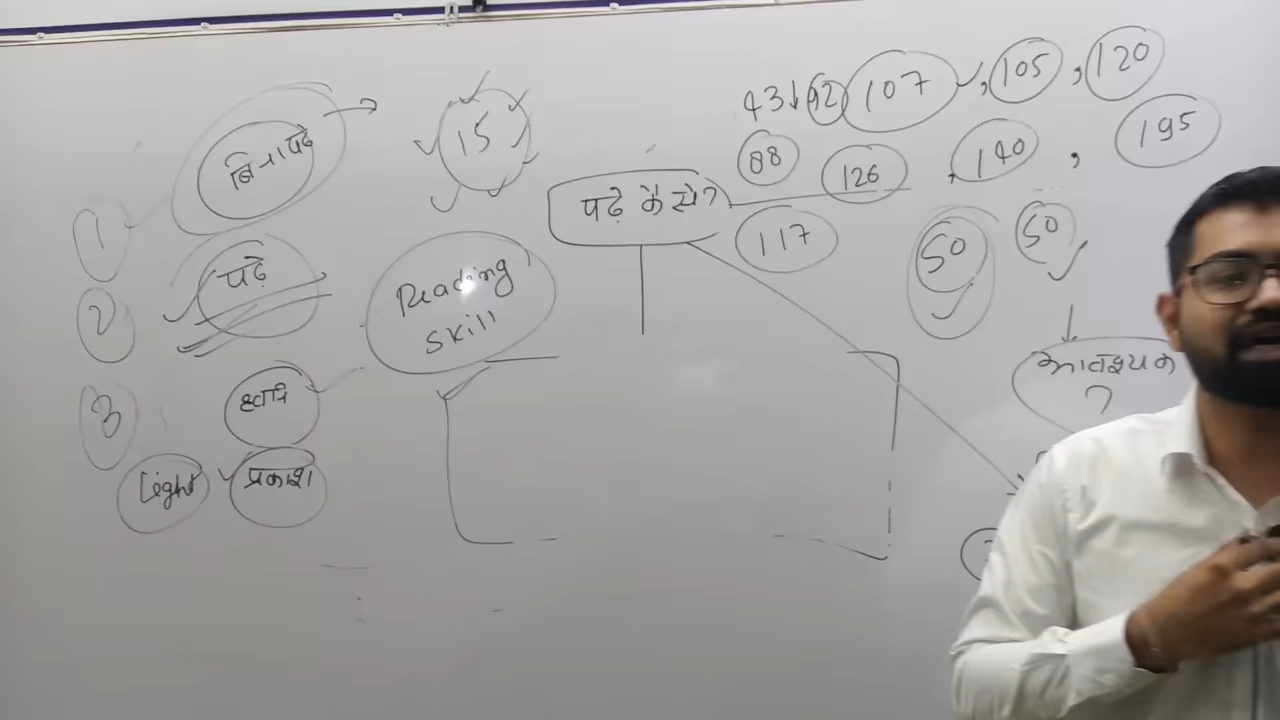 1 बिना पढे → 15
43↓ 92 107 , 105 , 120
88 126 , 140 , 195
पढ़े कैसे?
117 50 50
2 पढ़े
Reading
skill
3 ध्वनि
आवश्यक
?
Light प्रकाश